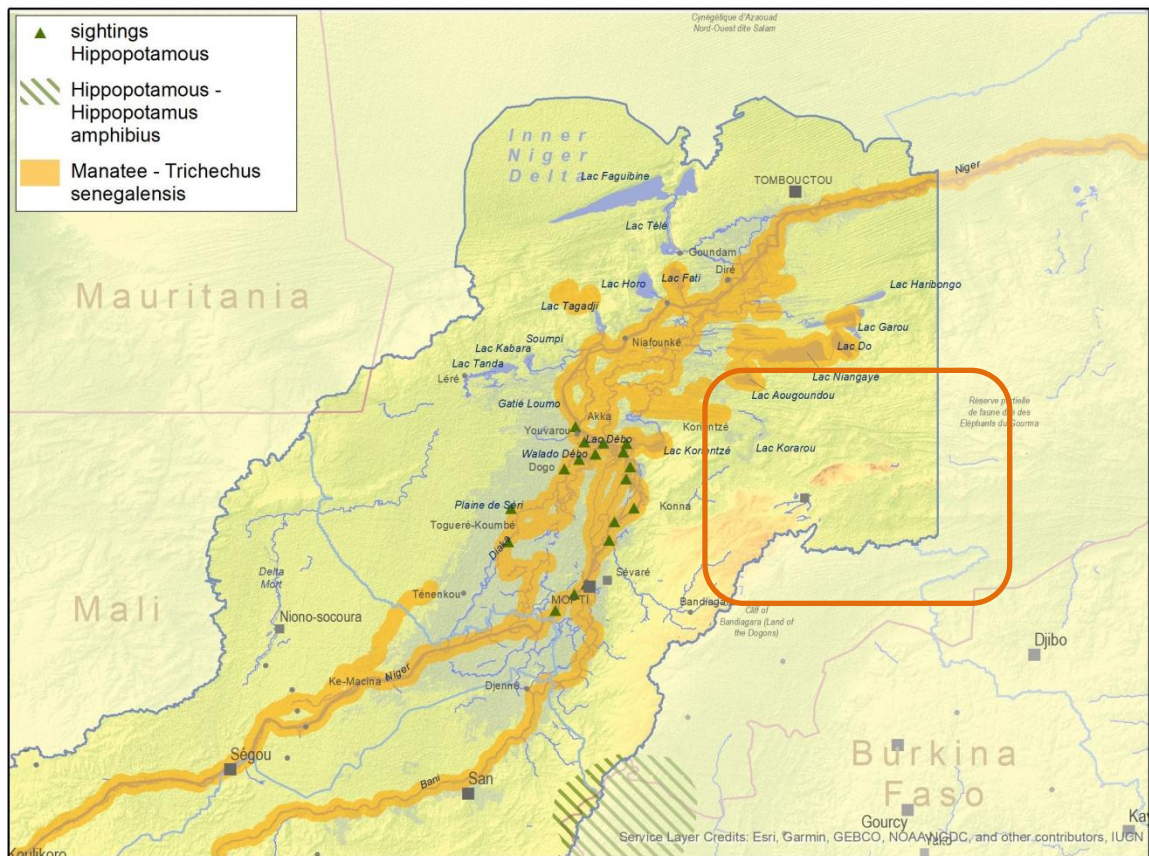 sightings
Hippopotamous
Hippopotamous -
Hippopotamus
amphibius
Manatee - Trichechus
senegalensis
Cynégétique d'Azaouad
Nord-Ouest dite Salam
Inner
Niger
Delta
Lac Faguibine
TOMBOUCTOU
Niger
Lac Télé
Goundam
Lac Fati
Diré
Lac Horo
Lac Haribongo
Mauritania
Lac Tagadji
Lac Garou
Soumpi
Niafounké
Lac Do
Lac Kabara
Lac Tanda
Léré
Lac Niangaye
Lac Aougoundou
Gatié Loumo
Akka
Réserve partielle
de faune dite des
Eléphants du Gourma
Youvarou
Korientzé
Lac Débo
Walado Débo
Lac Korientzé
Lac Korarou
Dogo
Plaine de Séri
Konna
Togueré-Koumbé
Diaka
Delta
Mort
Sévaré
Mali
Ténenkou
MOPTI
Niono-socoura
Cliff of
Bandiagara (Land of
the Dogons)
Djibo
Ke-Macina
Niger
Djenné
Ségou
San
Bani
Burkina
Faso
Gourcy
Service Layer Credits: Esri, Garmin, GEBCO, NOAA NGDC, and other contributors, IUCN
Yako